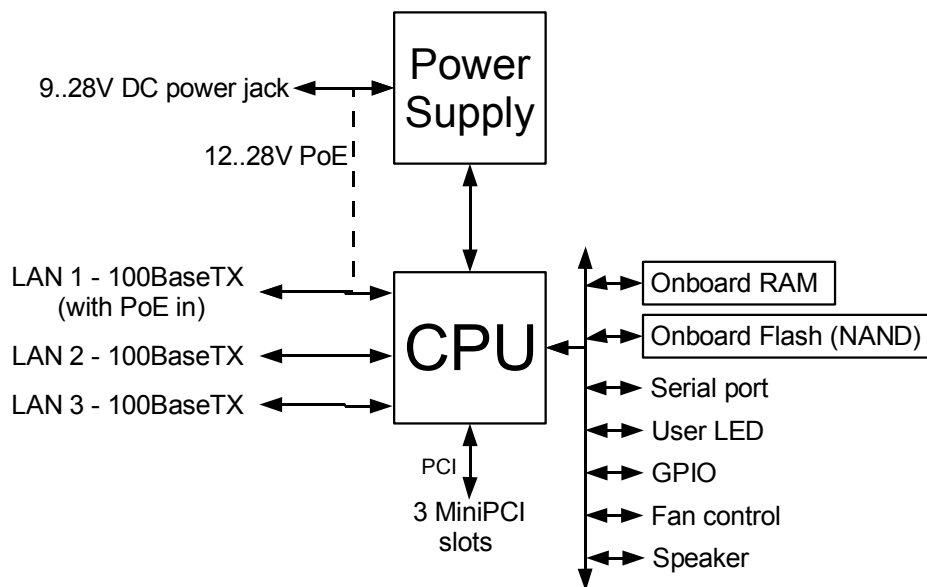 Power
Supply
9..28V DC power jack
12..28V PoE
LAN 1 - 100BaseTX
(with PoE in)
LAN 2 - 100BaseTX
LAN 3 - 100BaseTX
CPU
PCI
3 MiniPCI
slots
Onboard RAM
Onboard Flash (NAND)
Serial port
User LED
GPIO
Fan control
Speaker